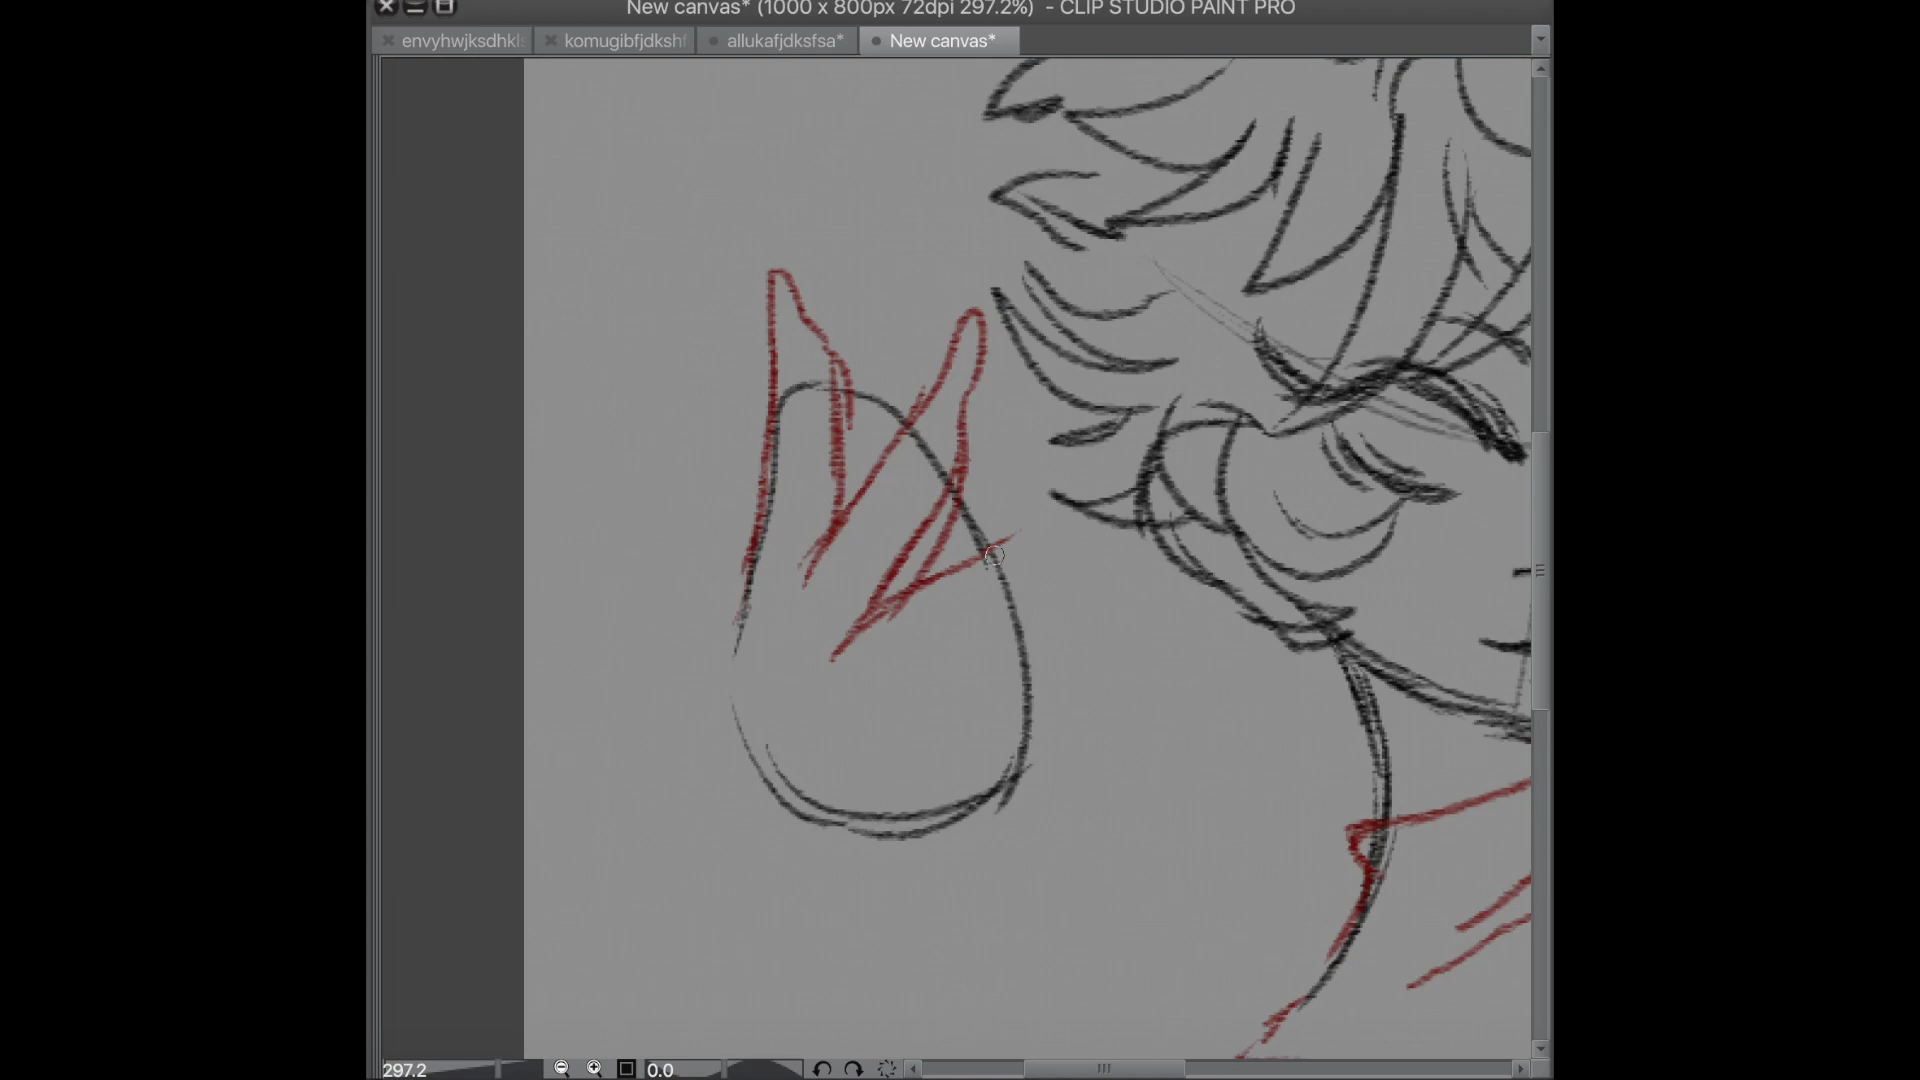 New canvas* (1000 x 800px 72dpi 297.2%) - CLIP STUDIO PAINT PRO
envyhwjksdhkls komugibfjdkshf allukafjdksfsa* New canvas*
297.2 0.0